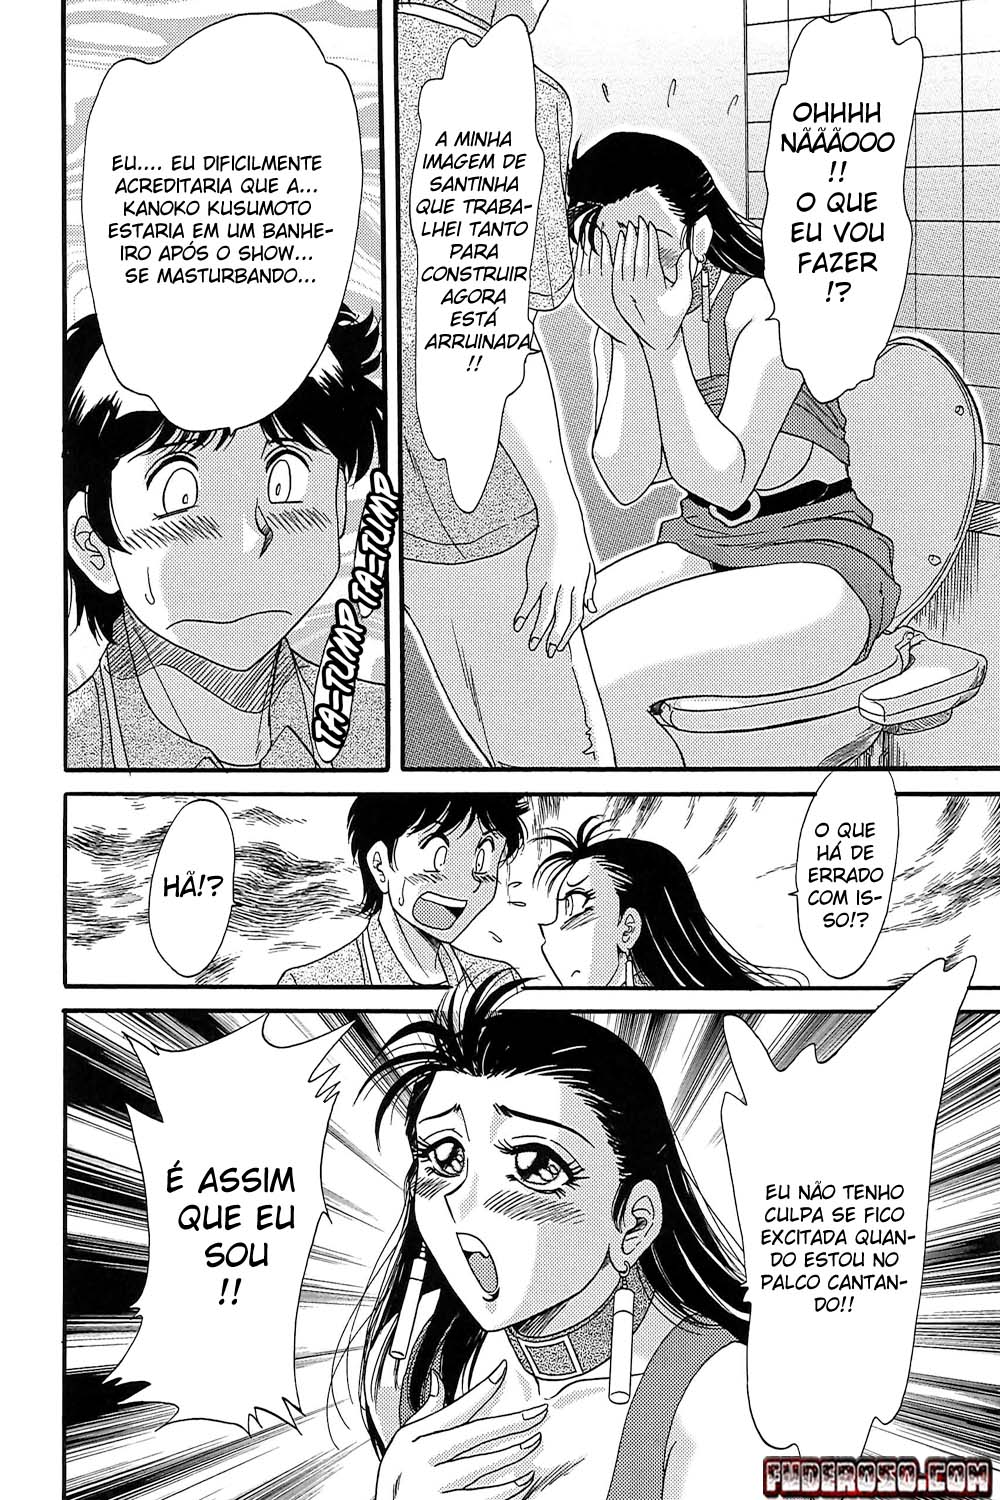 OHHHH
NÃÃÃOOO
!!
O QUE
EU VOU
FAZER
!?
A MINHA
IMAGEM DE
SANTINHA
QUE TRABA-
LHEI TANTO
PARA
CONSTRUIR
AGORA
ESTÁ
ARRUINADA
!!
EU.... EU DIFICILMENTE
ACREDITARIA QUE A...
KANOKO KUSUMOTO
ESTARIA EM UM BANHE-
IRO APÓS O SHOW...
SE MASTURBANDO...
TA-TUMP TA-TUMP
O QUE
HÁ DE
ERRADO
COM IS-
SO!?
HÃ!?
EU NÃO TENHO
CULPA SE FICO
EXCITADA QUAN-
DO ESTOU NO
PALCO CANTAN-
DO!!
É ASSIM
QUE EU
SOU
!!
FUDEROSO.COM